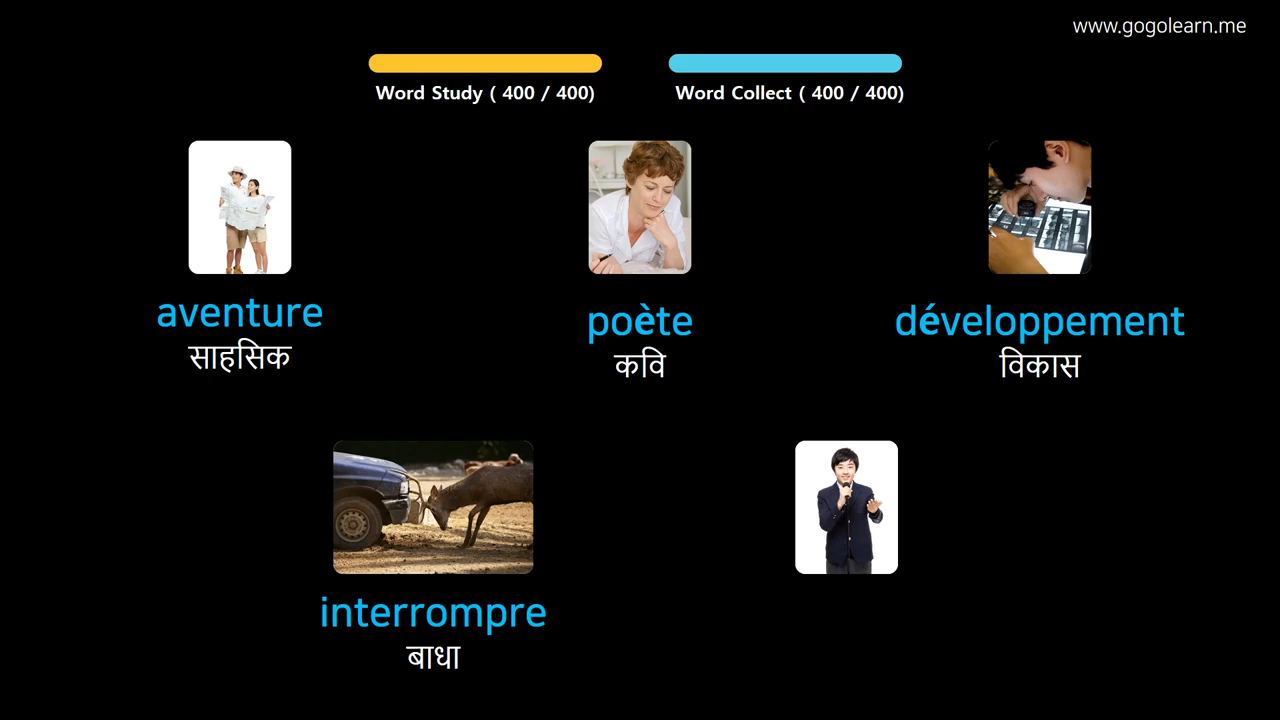 www.gogolearn.me
Word Study ( 400 / 400)
Word Collect ( 400 / 400)
aventure
साहसिक
poète
कवि
développement
विकास
interrompre
बाधा